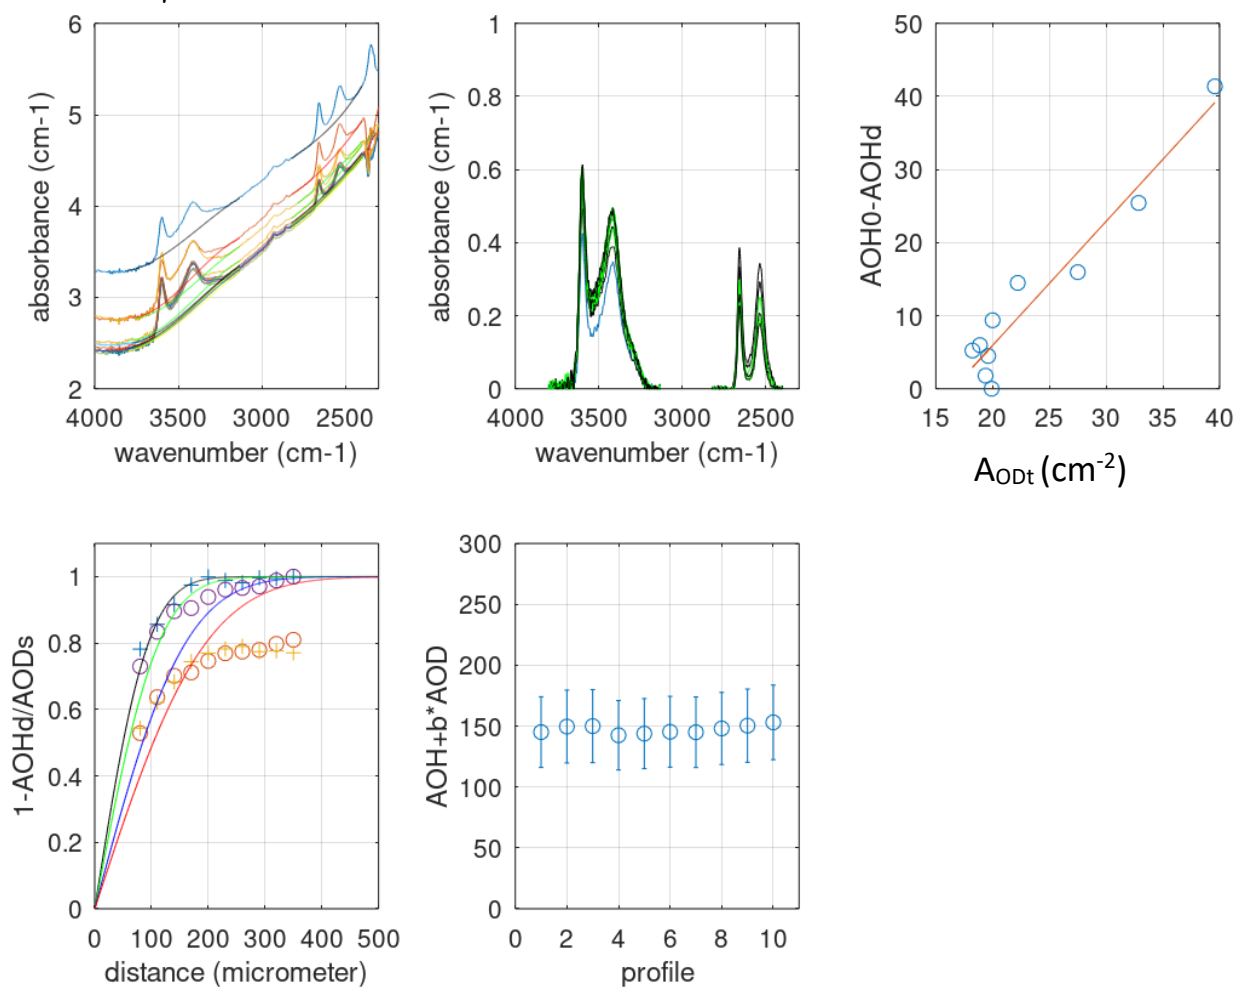 6
5
4
3
2
absorbance (cm-1)
4000 3500 3000 2500
wavenumber (cm-1)
1
0.8
0.6
0.4
0.2
0
absorbance (cm-1)
4000 3500 3000 2500
wavenumber (cm-1)
50
40
30
20
10
0
AOH0-AOHd
15 20 25 30 35 40
AODt (cm-2)
1
0.8
0.6
0.4
0.2
0
1-AOHd/AODs
0 100 200 300 400 500
distance (micrometer)
300
250
200
150
100
50
0
AOH+b*AOD
0 2 4 6 8 10
profile